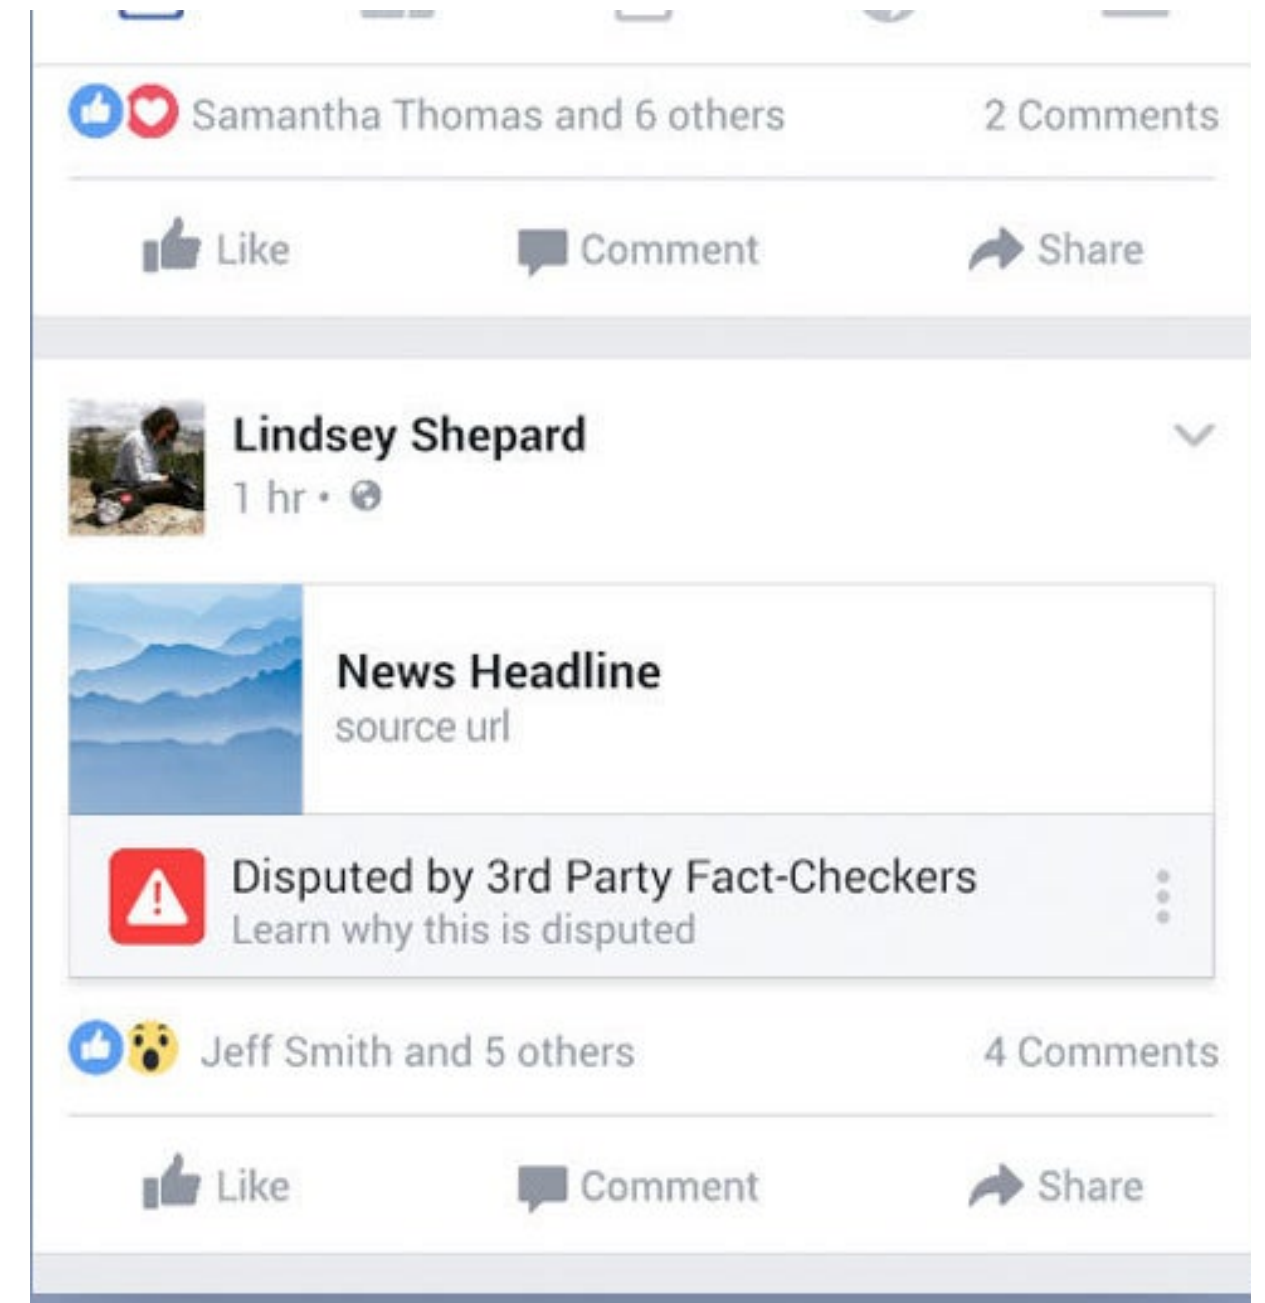 Samantha Thomas and 6 others 2 Comments
Like Comment Share
Lindsey Shepard
1 hr •
News Headline
source url
Disputed by 3rd Party Fact-Checkers
Learn why this is disputed
Jeff Smith and 5 others 4 Comments
Like Comment Share